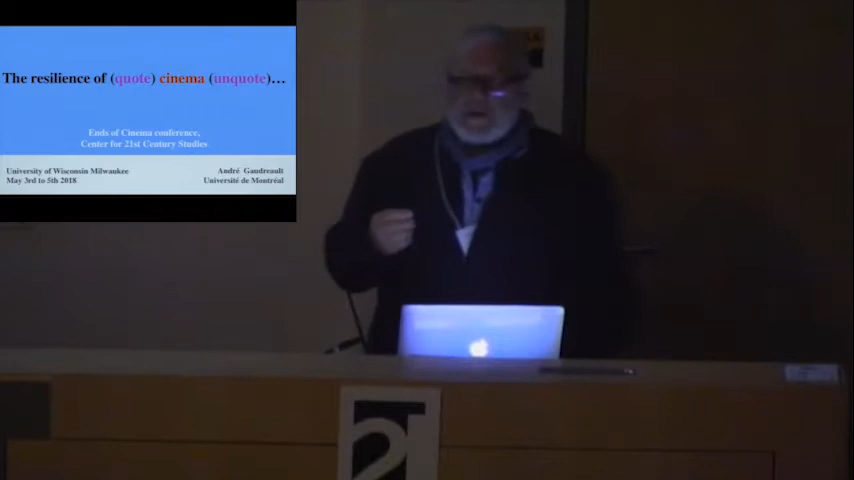 The resilience of (quote) cinema (unquote)...
Ends of Cinema conference,
Center for 21st Century Studies
University of Wisconsin Milwaukee
May 3rd to 5th 2018
André Gaudreault
Université de Montréal
21